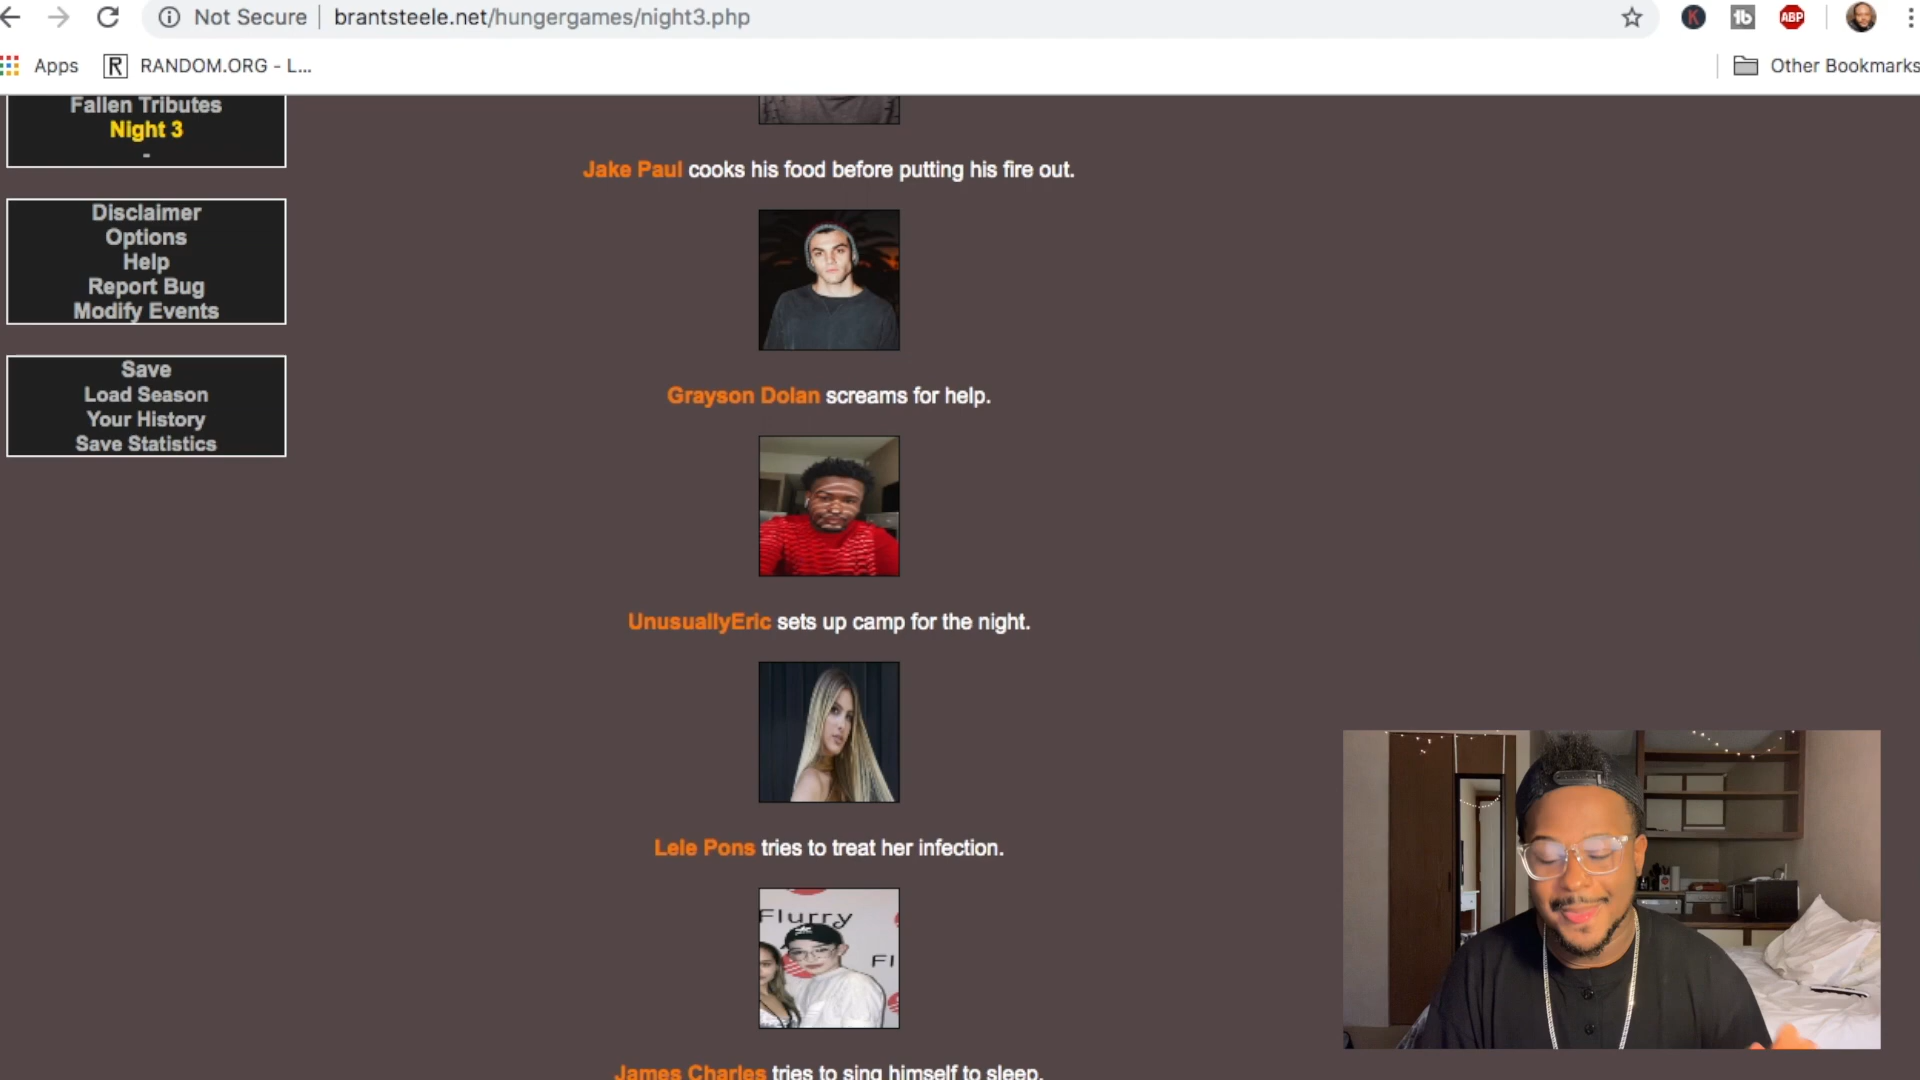 Not Secure
brantsteele.net/hungergames/night3.php
K
tb
ABP
Apps
R
RANDOM.ORG - L...
Other Bookmarks
Fallen Tributes
Night 3
-
Disclaimer
Options
Help
Report Bug
Modify Events
Save
Load Season
Your History
Save Statistics
Jake Paul cooks his food before putting his fire out.
Grayson Dolan screams for help.
UnusuallyEric sets up camp for the night.
Lele Pons tries to treat her infection.
Flurry
Fl
James Charles tries to sing himself to sleep.